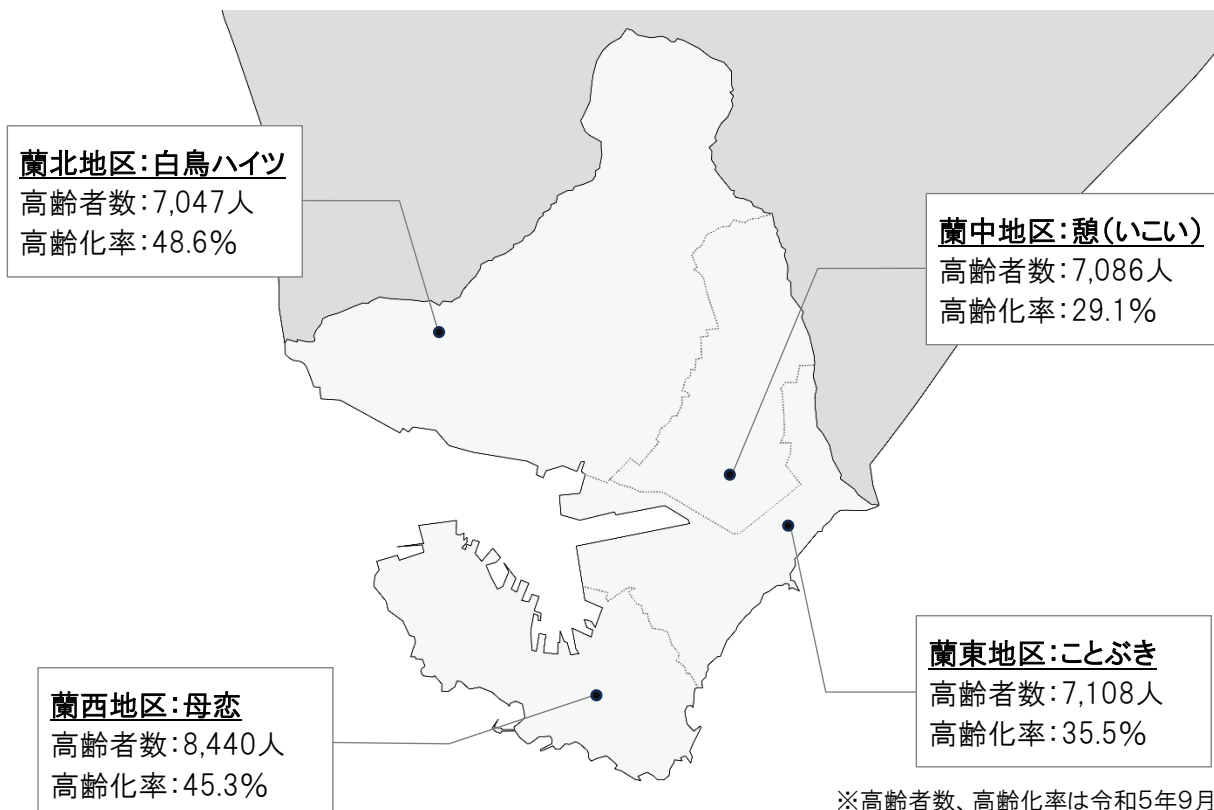 蘭北地区：白鳥ハイツ
高齢者数：7,047人
高齢化率：48.6%
蘭中地区：憩（いこい）
高齢者数：7,086人
高齢化率：29.1%
蘭東地区：ことぶき
高齢者数：7,108人
高齢化率：35.5%
蘭西地区：母恋
高齢者数：8,440人
高齢化率：45.3%
※高齢者数、高齢化率は令和5年9月